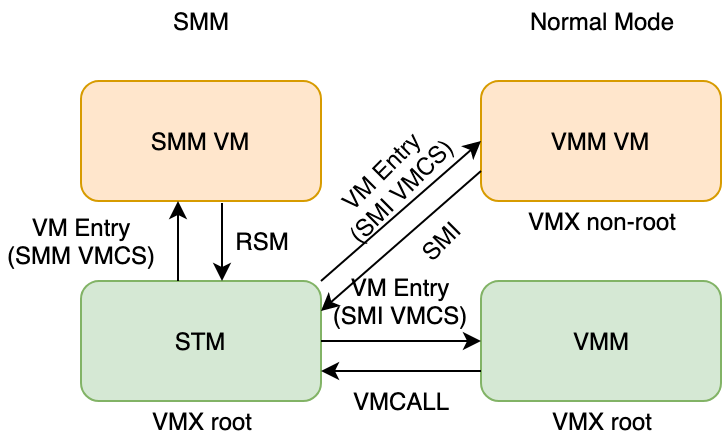 SMM
Normal Mode
SMM VM
VMM VM
VM Entry
(SMI VMCS)
SMI
VMX non-root
VM Entry
(SMM VMCS)
RSM
VM Entry
(SMI VMCS)
STM
VMM
VMCALL
VMX root
VMX root